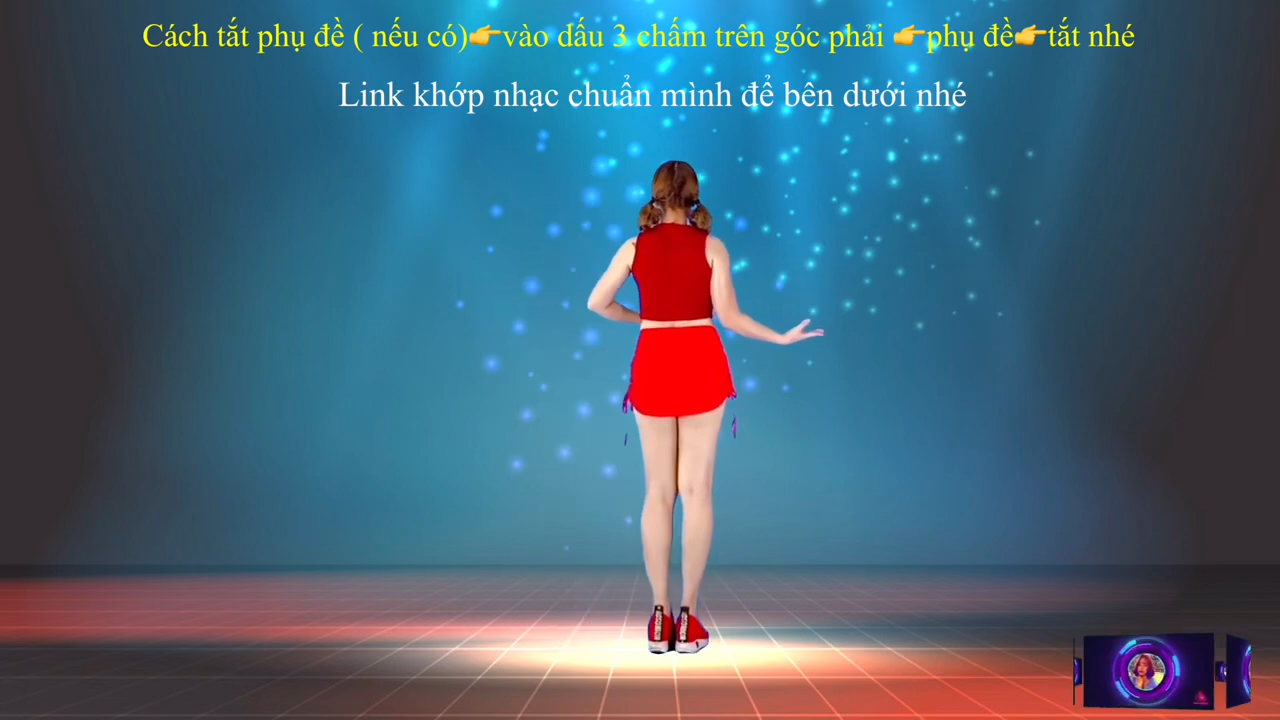 Cách tắt phụ đề ( nếu có)👉vào dấu 3 chấm trên góc phải 👉phụ đề👉tắt nhé
Link khớp nhạc chuẩn mình để bên dưới nhé